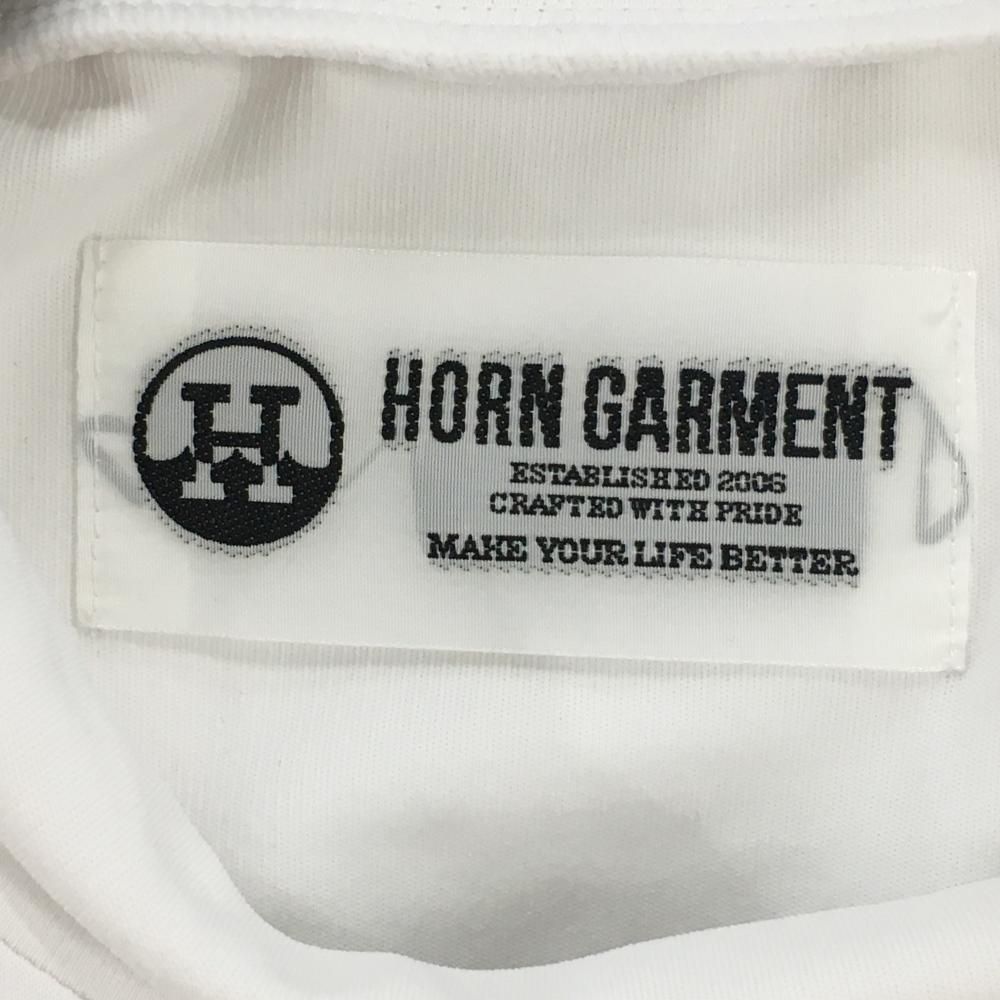 H
HORN GARMENT
ESTABLISHED 2006
CRAFTED WITH PRIDE
MAKE YOUR LIFE BETTER